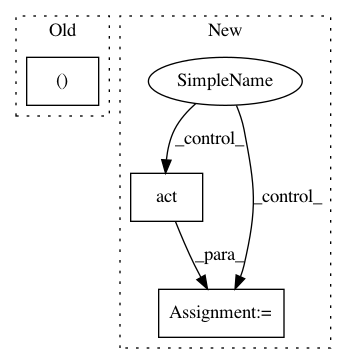 Old
New
()
SimpleName
_control_
act
_control_
_para_
Assignment:=